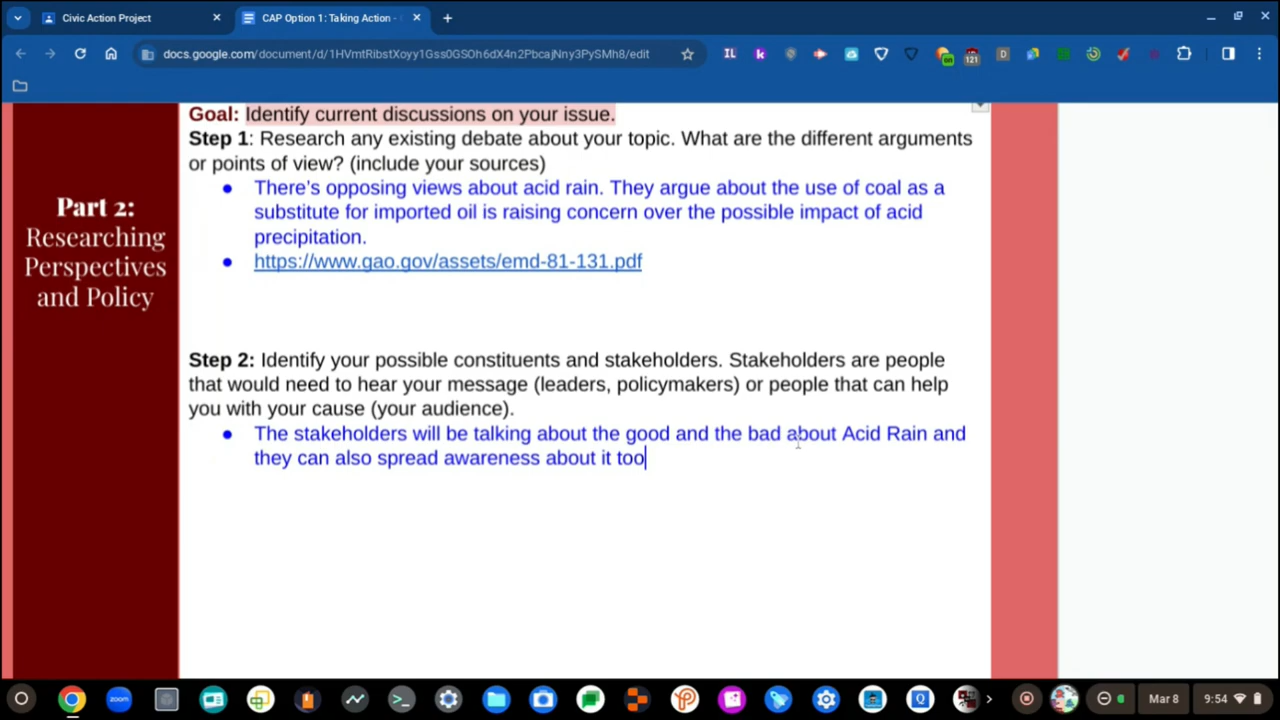 Civic Action Project
CAP Option 1: Taking Action -
docs.google.com/document/d/1HVmtRibstXoyy1Gss0GSOh6dX4n2PbcajNny3PySMh8/edit
IL
k
on
121
D
Goal: Identify current discussions on your issue.
Step 1: Research any existing debate about your topic. What are the different arguments
or points of view? (include your sources)
There's opposing views about acid rain. They argue about the use of coal as a
substitute for imported oil is raising concern over the possible impact of acid
precipitation.
https://www.gao.gov/assets/emd-81-131.pdf
Part 2:
Researching
Perspectives
and Policy
Step 2: Identify your possible constituents and stakeholders. Stakeholders are people
that would need to hear your message (leaders, policymakers) or people that can help
you with your cause (your audience).
The stakeholders will be talking about the good and the bad about Acid Rain and
they can also spread awareness about it too
zoom
Q
Mar 8
9:54